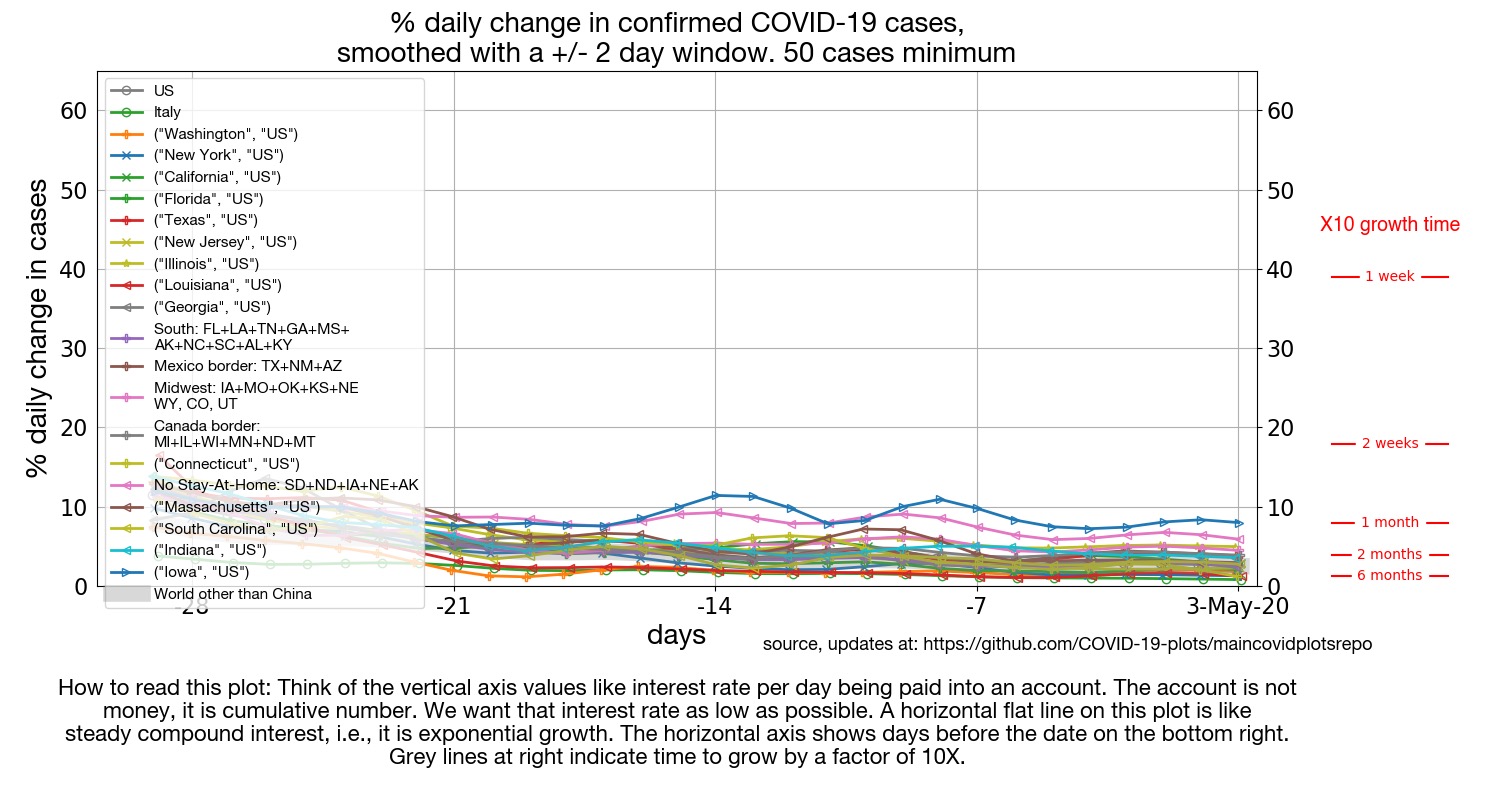 % daily change in confirmed COVID-19 cases,
smoothed with a +/- 2 day window. 50 cases minimum
% daily change in cases
60
50
40
30
20
10
0
US
Italy
("Washington", "US")
("New York", "US")
("California", "US")
("Florida", "US")
("Texas", "US")
("New Jersey", "US")
("Illinois", "US")
("Louisiana", "US")
("Georgia", "US")
South: FL+LA+TN+GA+MS+
AK+NC+SC+AL+KY
Mexico border: TX+NM+AZ
Midwest: IA+MO+OK+KS+NE
WY, CO, UT
Canada border:
MI+IL+WI+MN+ND+MT
("Connecticut", "US")
No Stay-At-Home: SD+ND+IA+NE+AK
("Massachusetts", "US")
("South Carolina", "US")
("Indiana", "US")
("Iowa", "US")
World other than China
60
50
40
30
20
10
0
X10 growth time
1 week
2 weeks
1 month
2 months
6 months
-28
-21
-14
-7
3-May-20
days
source, updates at: https://github.com/COVID-19-plots/maincovidplotsrepo
How to read this plot: Think of the vertical axis values like interest rate per day being paid into an account. The account is not
money, it is cumulative number. We want that interest rate as low as possible. A horizontal flat line on this plot is like
steady compound interest, i.e., it is exponential growth. The horizontal axis shows days before the date on the bottom right.
Grey lines at right indicate time to grow by a factor of 10X.